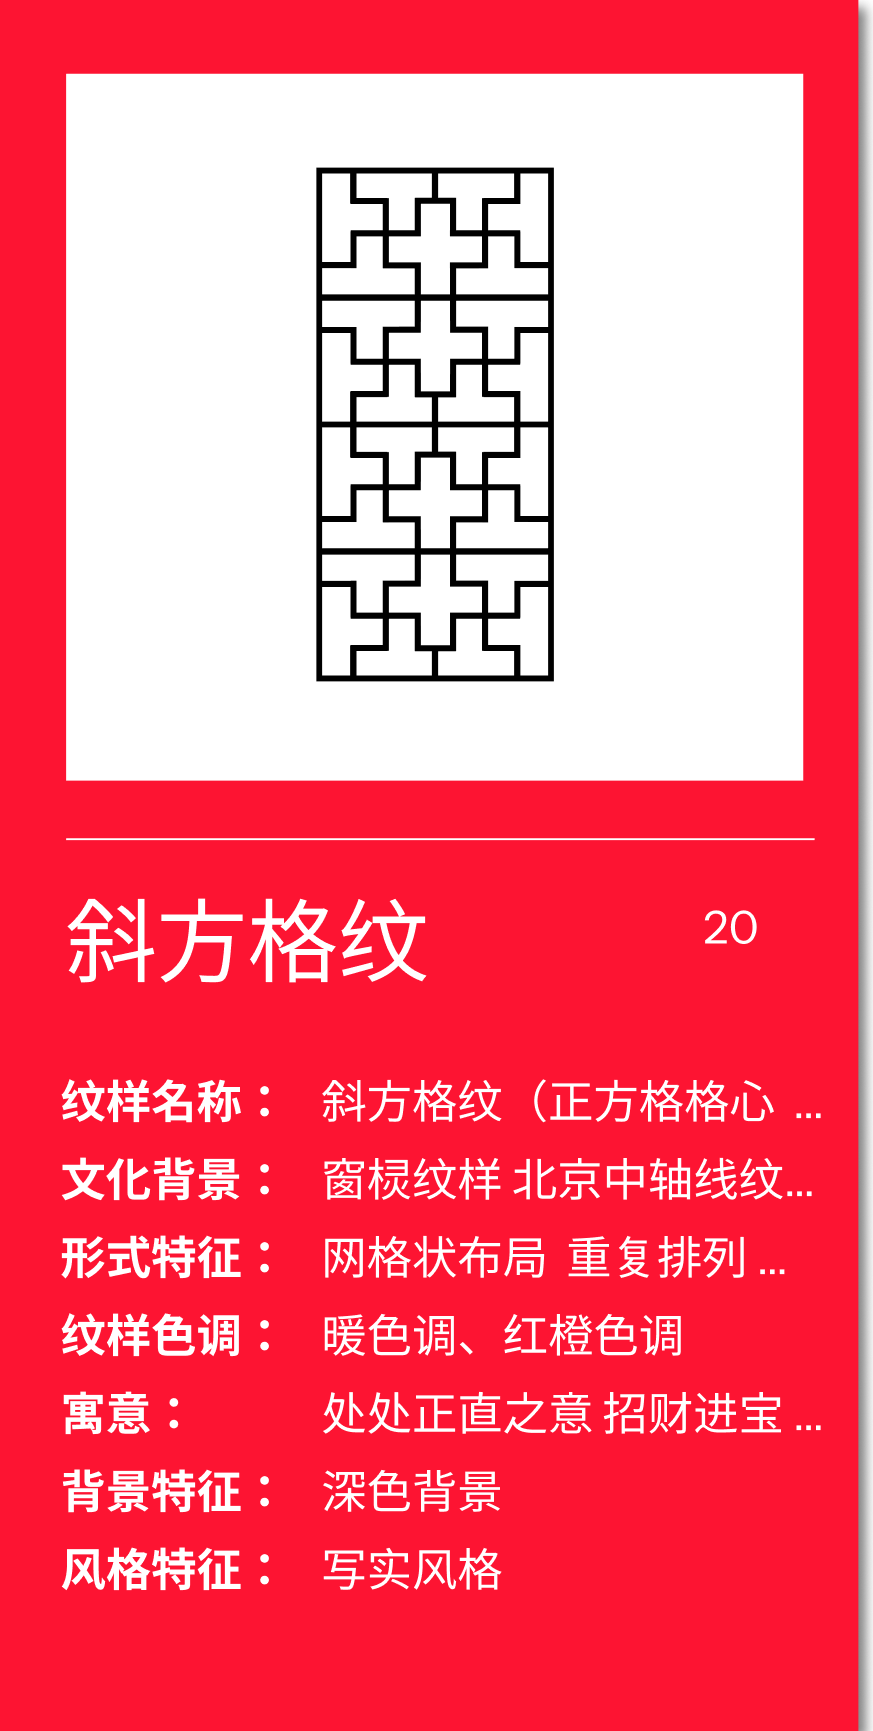 斜方格纹
20
纹样名称： 斜方格纹（正方格格心 ...
文化背景： 窗棂纹样 北京中轴线纹...
形式特征： 网格状布局 重复排列 ...
纹样色调： 暖色调、红橙色调
寓意： 处处正直之意 招财进宝 ...
背景特征： 深色背景
风格特征： 写实风格